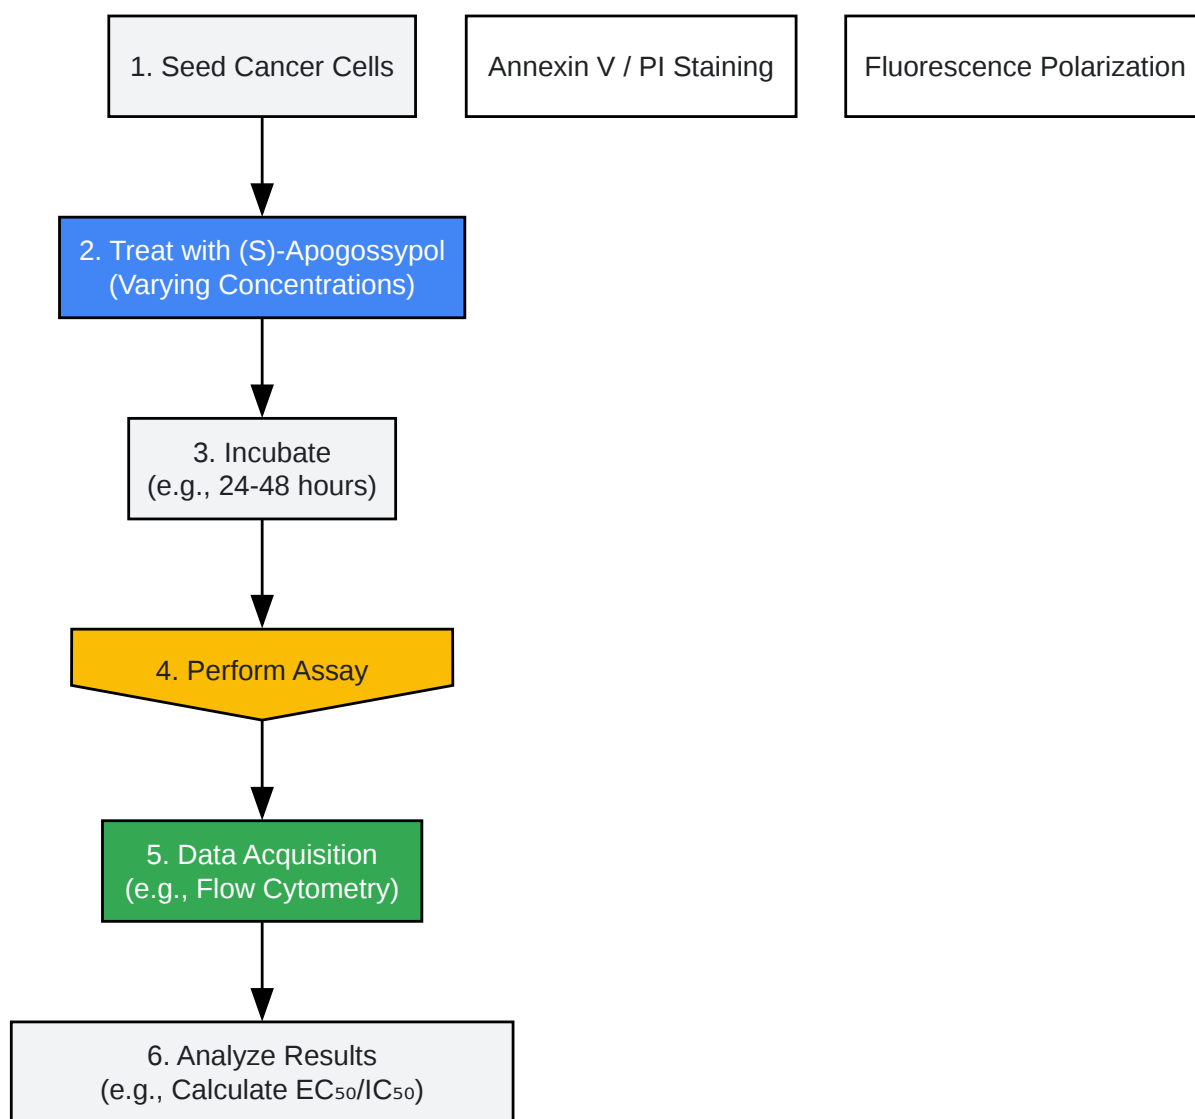 1. Seed Cancer Cells
Annexin V / PI Staining
Fluorescence Polarization
2. Treat with (S)-Apogossypol
(Varying Concentrations)
3. Incubate
(e.g., 24-48 hours)
4. Perform Assay
5. Data Acquisition
(e.g., Flow Cytometry)
6. Analyze Results
(e.g., Calculate EC₅₀/IC₅₀)